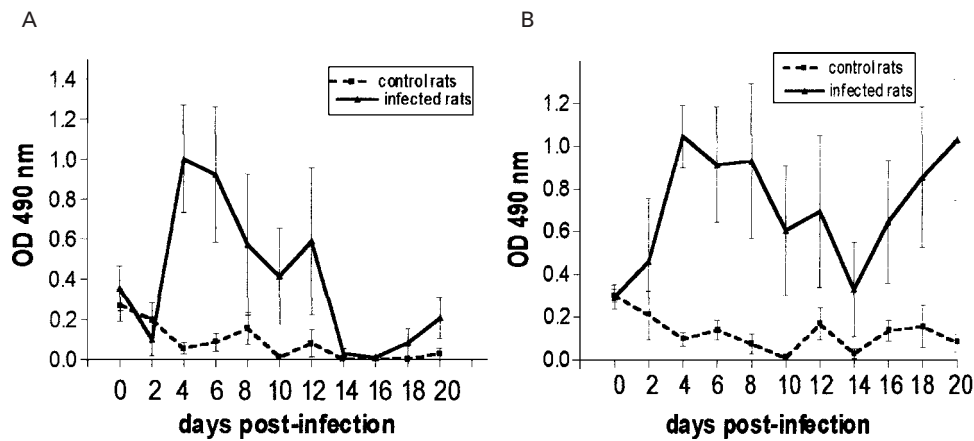 A
control rats
infected rats
1.4
1.2
1.0
0.8
0.6
0.4
0.2
0.0
OD 490 nm
0 2 4 6 8 10 12 14 16 18 20
days post-infection
B
control rats
infected rats
1.2
1.0
0.8
0.6
0.4
0.2
0.0
OD 490 nm
0 2 4 6 8 10 12 14 16 18 20
days post-infection